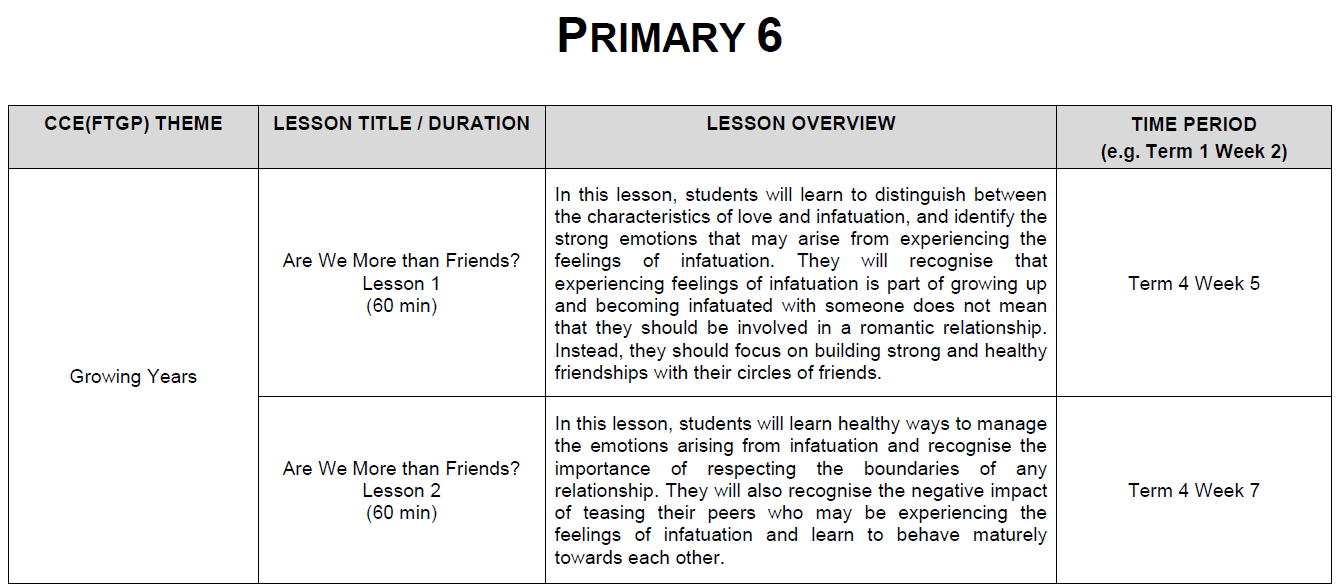 PRIMARY 6
CCE(FTGP) THEME
LESSON TITLE / DURATION
LESSON OVERVIEW
TIME PERIOD
(e.g. Term 1 Week 2)
Growing Years
Are We More than Friends?
Lesson 1
(60 min)
In this lesson, students will learn to distinguish between
the characteristics of love and infatuation, and identify the
strong emotions that may arise from experiencing the
feelings of infatuation. They will recognise that
experiencing feelings of infatuation is part of growing up
and becoming infatuated with someone does not mean
that they should be involved in a romantic relationship.
Instead, they should focus on building strong and healthy
friendships with their circles of friends.
Term 4 Week 5
Are We More than Friends?
Lesson 2
(60 min)
In this lesson, students will learn healthy ways to manage
the emotions arising from infatuation and recognise the
importance of respecting the boundaries of any
relationship. They will also recognise the negative impact
of teasing their peers who may be experiencing the
feelings of infatuation and learn to behave maturely
towards each other.
Term 4 Week 7